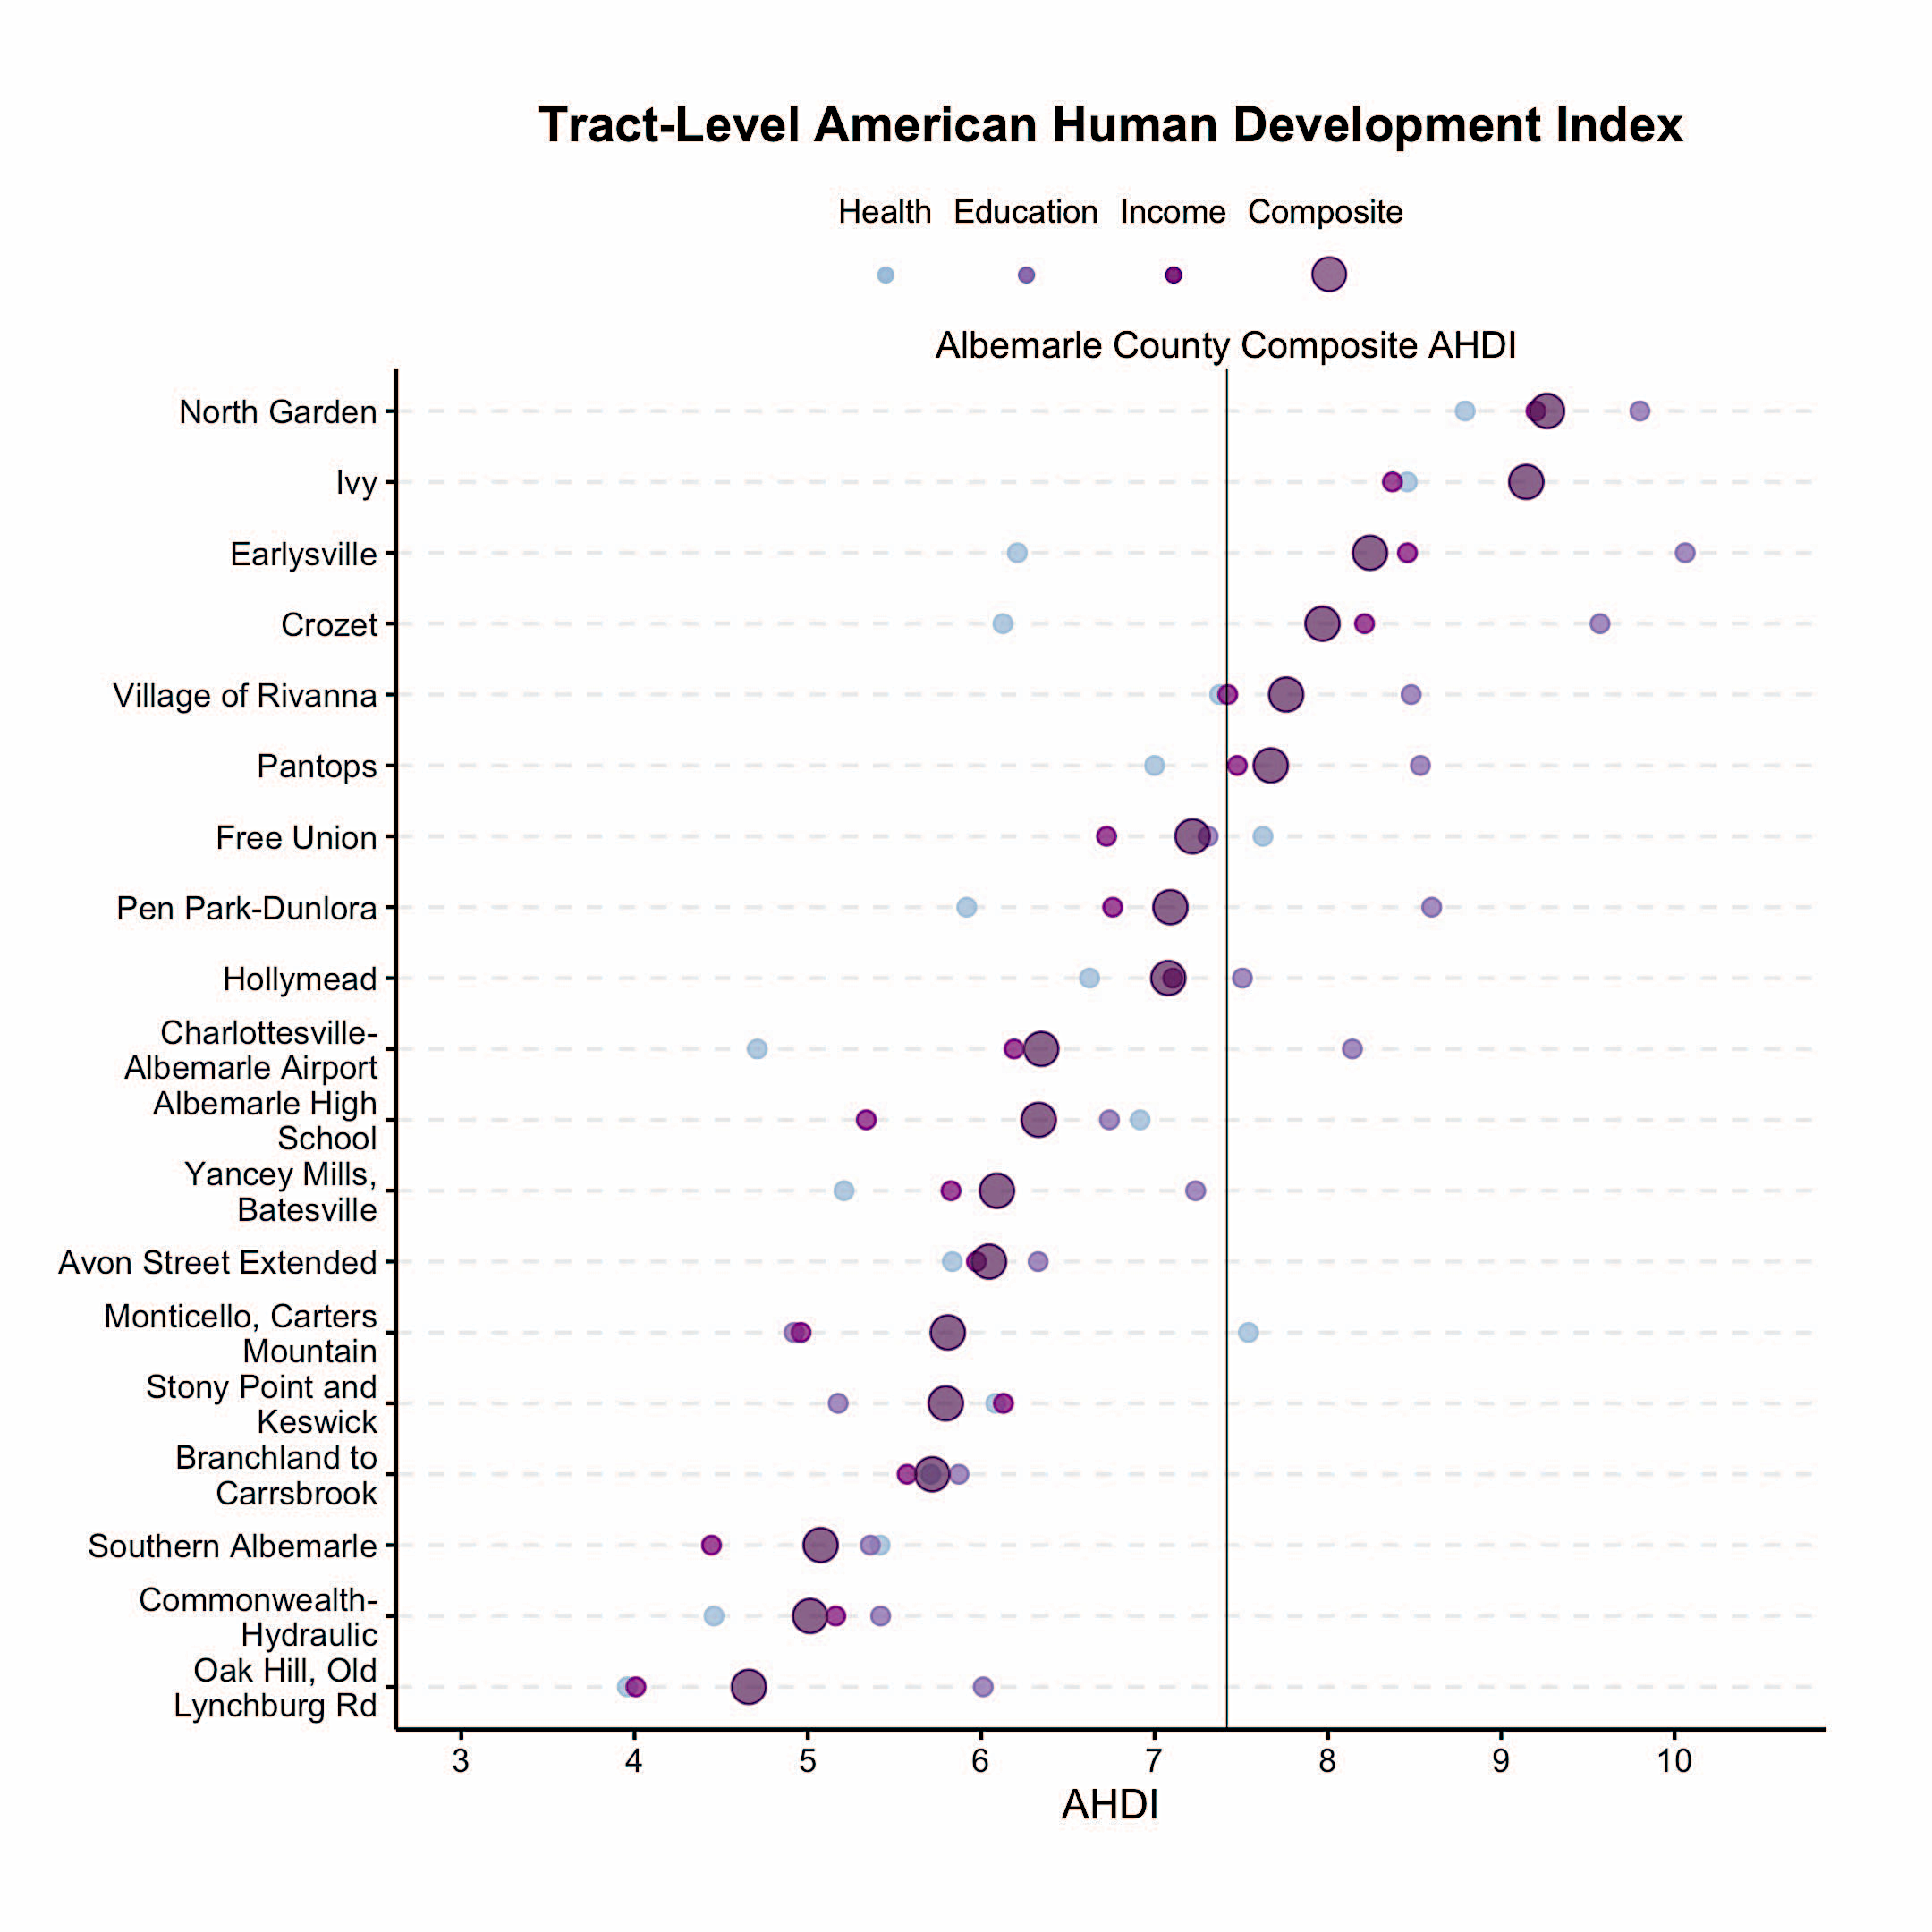 Tract-Level American Human Development Index
Health Education Income Composite
Albemarle County Composite AHDI
North Garden
Ivy
Earlysville
Crozet
Village of Rivanna
Pantops
Free Union
Pen Park-Dunlora
Hollymead
Charlottesville-
Albemarle Airport
Albemarle High
School
Yancey Mills,
Batesville
Avon Street Extended
Monticello, Carters
Mountain
Stony Point and
Keswick
Branchland to
Carrsbrook
Southern Albemarle
Commonwealth-
Hydraulic
Oak Hill, Old
Lynchburg Rd
3 4 5 6 7 8 9 10
AHDI